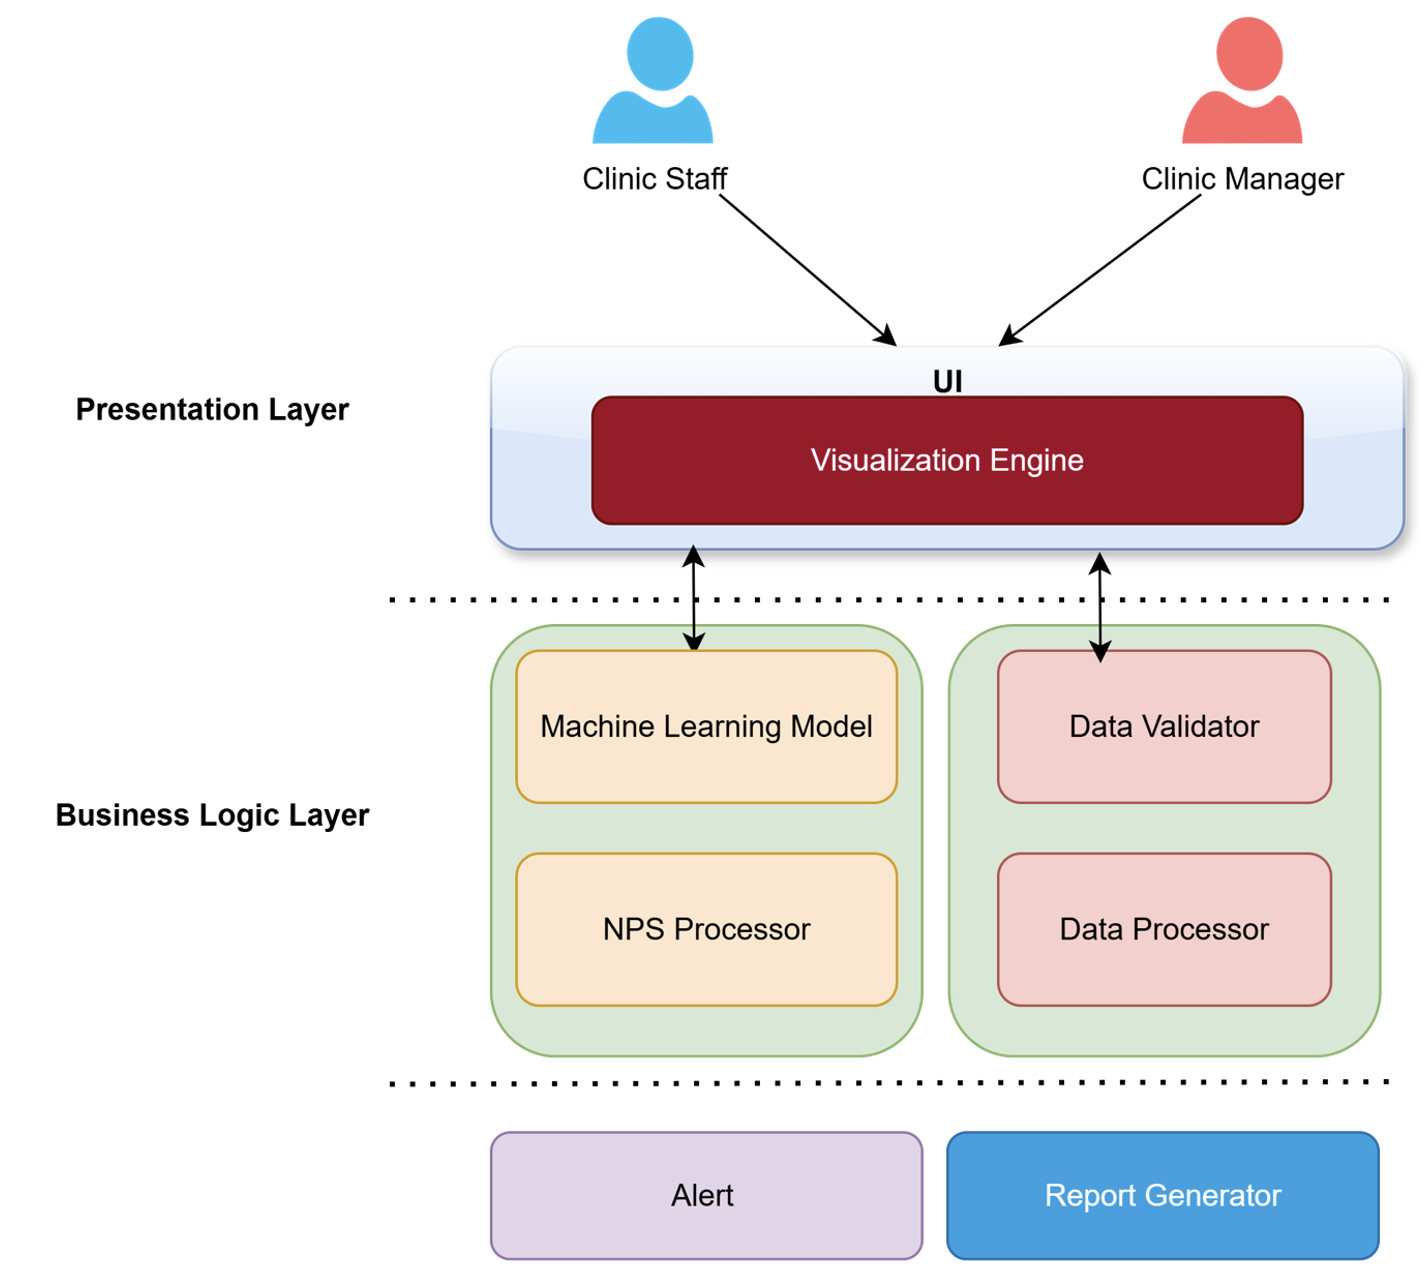 Clinic Staff
Clinic Manager
UI
Presentation Layer
Visualization Engine
Machine Learning Model
Data Validator
Business Logic Layer
NPS Processor
Data Processor
Alert
Report Generator